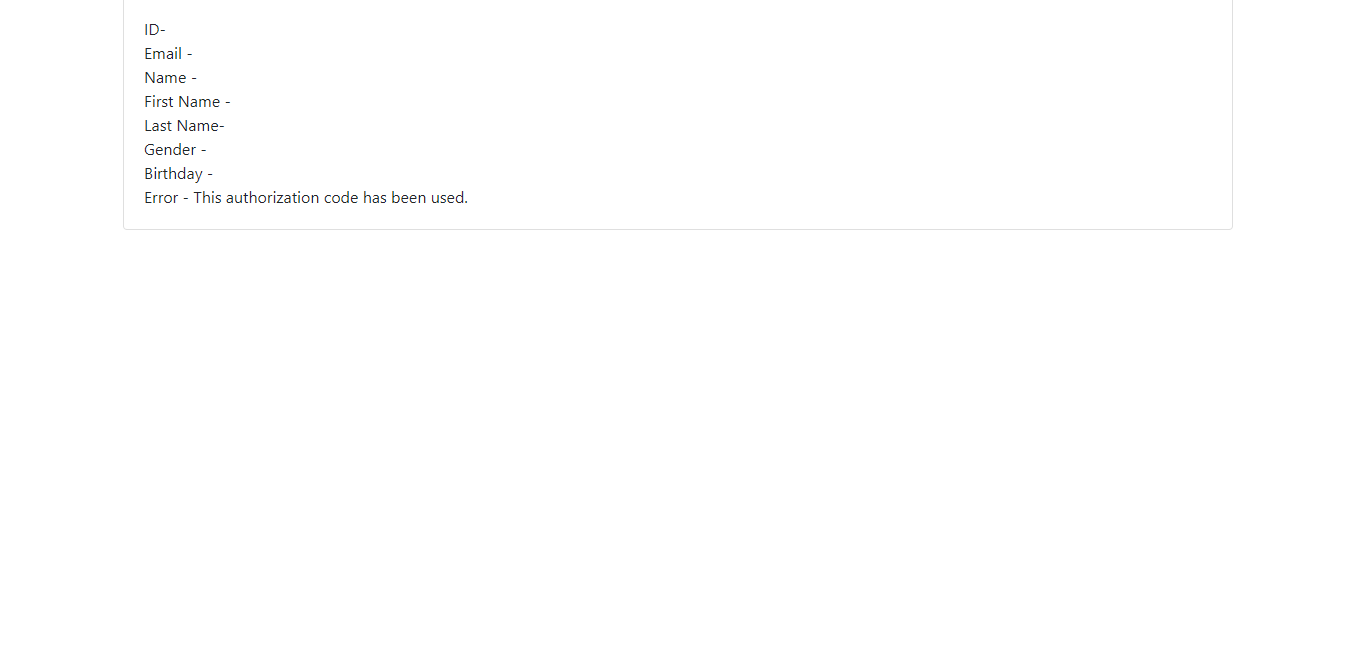 ID-
Email -
Name -
First Name -
Last Name-
Gender -
Birthday -
Error - This authorization code has been used.